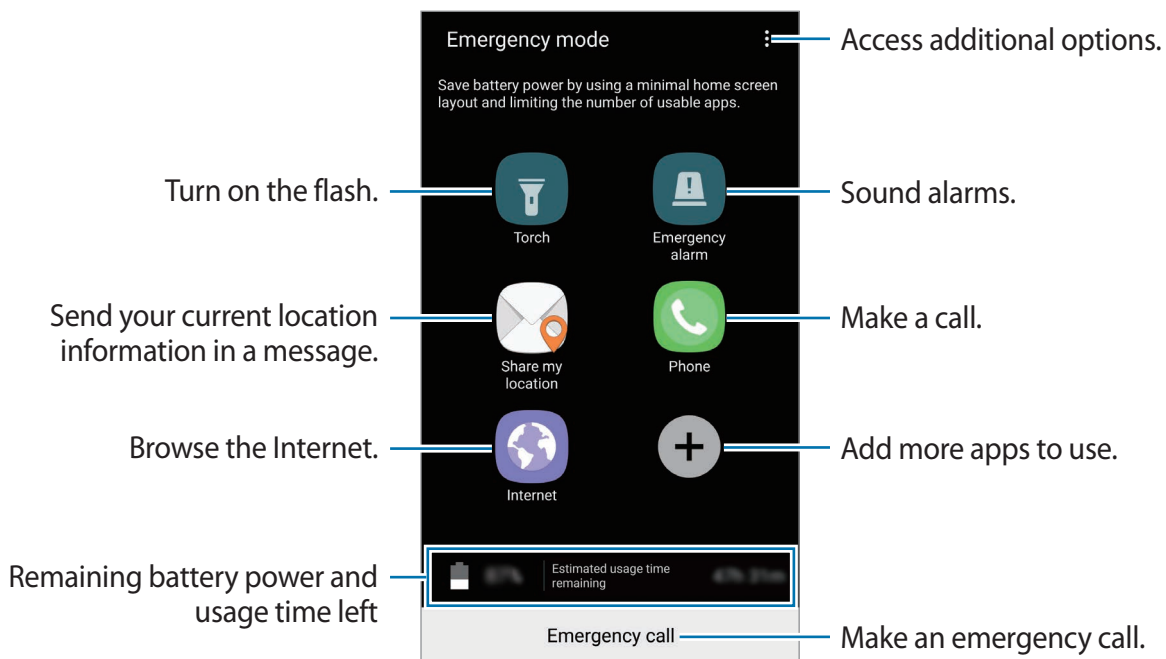 Emergency mode
Access additional options.
Save battery power by using a minimal home screen
layout and limiting the number of usable apps.
Turn on the flash.
Torch
Emergency
alarm
Sound alarms.
Send your current location
information in a message.
Share my
location
Phone
Make a call.
Browse the Internet.
Internet
Add more apps to use.
Remaining battery power and
usage time left
Estimated usage time
remaining
Emergency call
Make an emergency call.